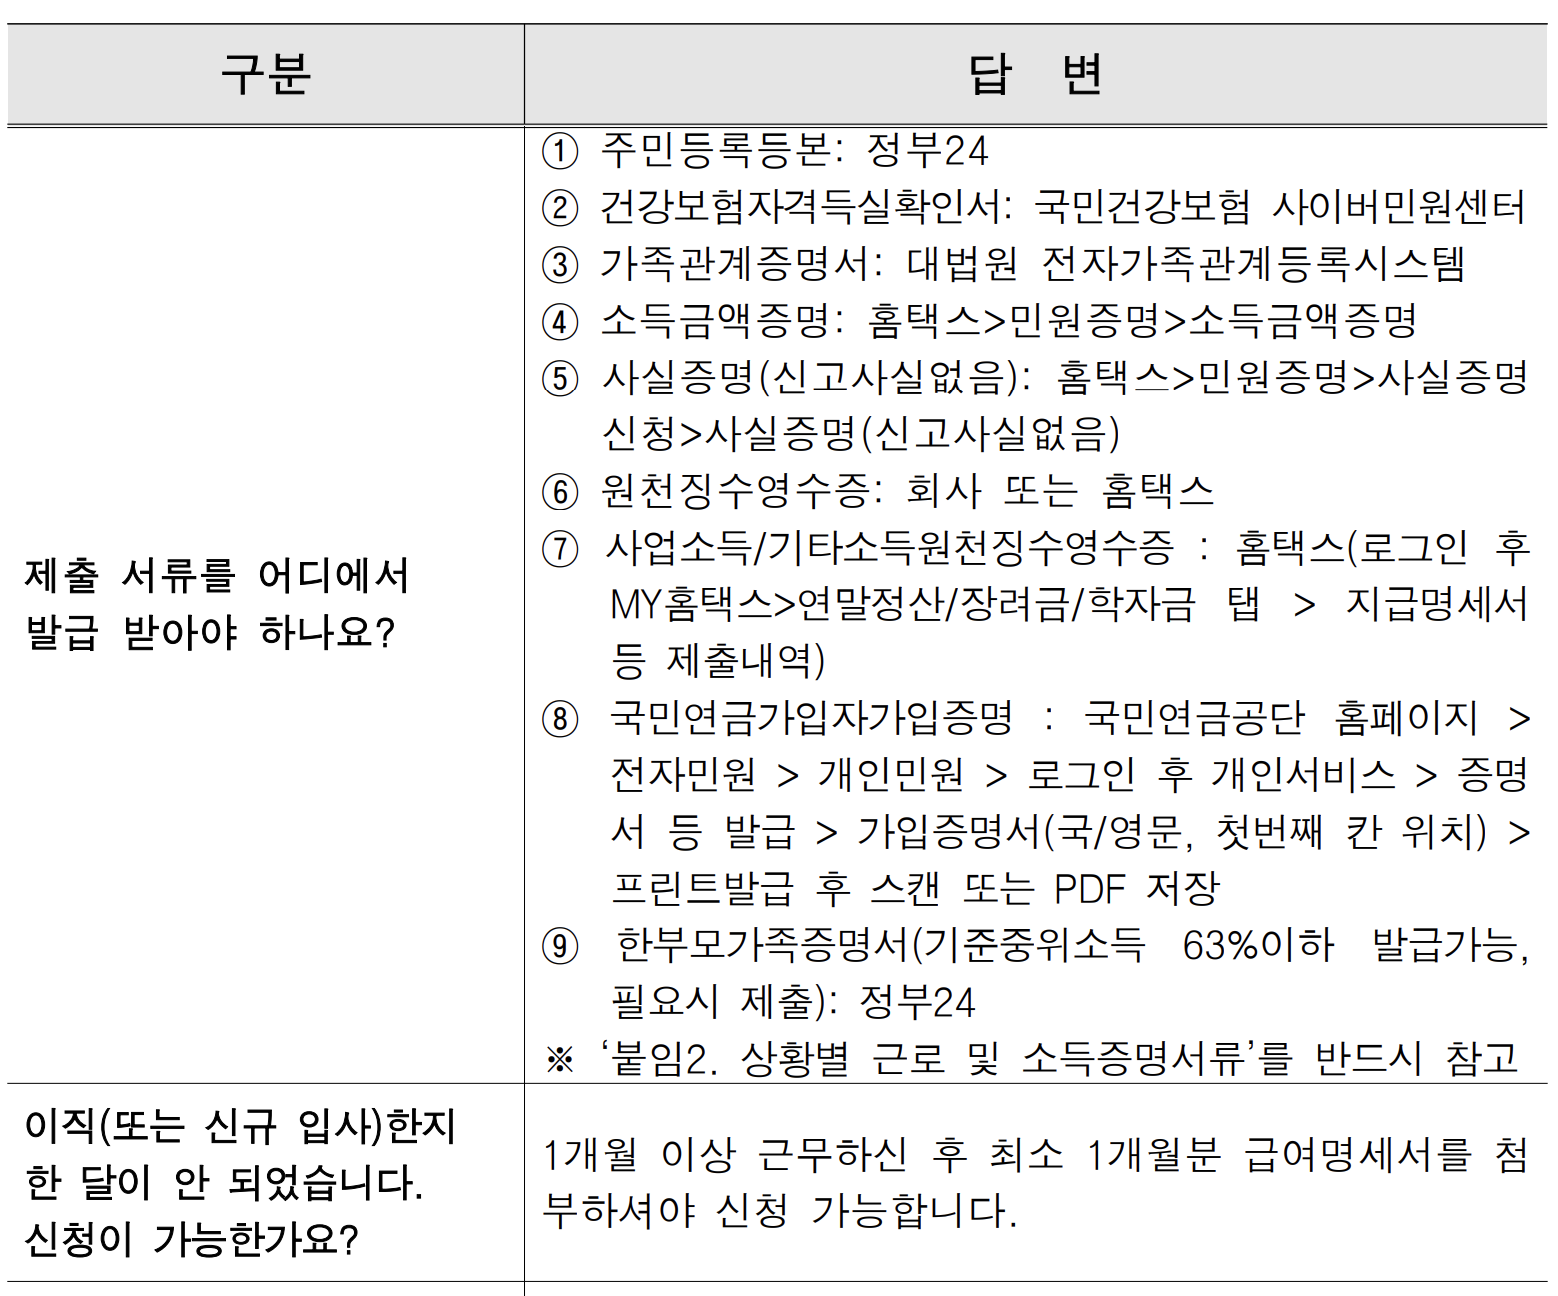 구분
답 변
① 주민등록등본: 정부24
② 건강보험자격득실확인서: 국민건강보험 사이버민원센터
③ 가족관계증명서: 대법원 전자가족관계등록시스템
④ 소득금액증명: 홈택스>민원증명>소득금액증명
⑤ 사실증명(신고사실없음): 홈택스>민원증명>사실증명
신청>사실증명(신고사실없음)
⑥ 원천징수영수증: 회사 또는 홈택스
⑦ 사업소득/기타소득원천징수영수증 : 홈택스(로그인 후
MY홈택스>연말정산/장려금/학자금 탭 > 지급명세서
등 제출내역)
제출 서류를 어디에서
발급 받아야 하나요?
⑧ 국민연금가입자가입증명 : 국민연금공단 홈페이지 >
전자민원 > 개인민원 > 로그인 후 개인서비스 > 증명
서 등 발급 > 가입증명서(국/영문, 첫번째 칸 위치) >
프린트발급 후 스캔 또는 PDF 저장
⑨ 한부모가족증명서(기준중위소득 63%이하 발급가능,
필요시 제출): 정부24
※ ‘붙임2. 상황별 근로 및 소득증명서류’를 반드시 참고
이직(또는 신규 입사)한지
한 달이 안 되었습니다.
신청이 가능한가요?
1개월 이상 근무하신 후 최소 1개월분 급여명세서를 첨
부하셔야 신청 가능합니다.